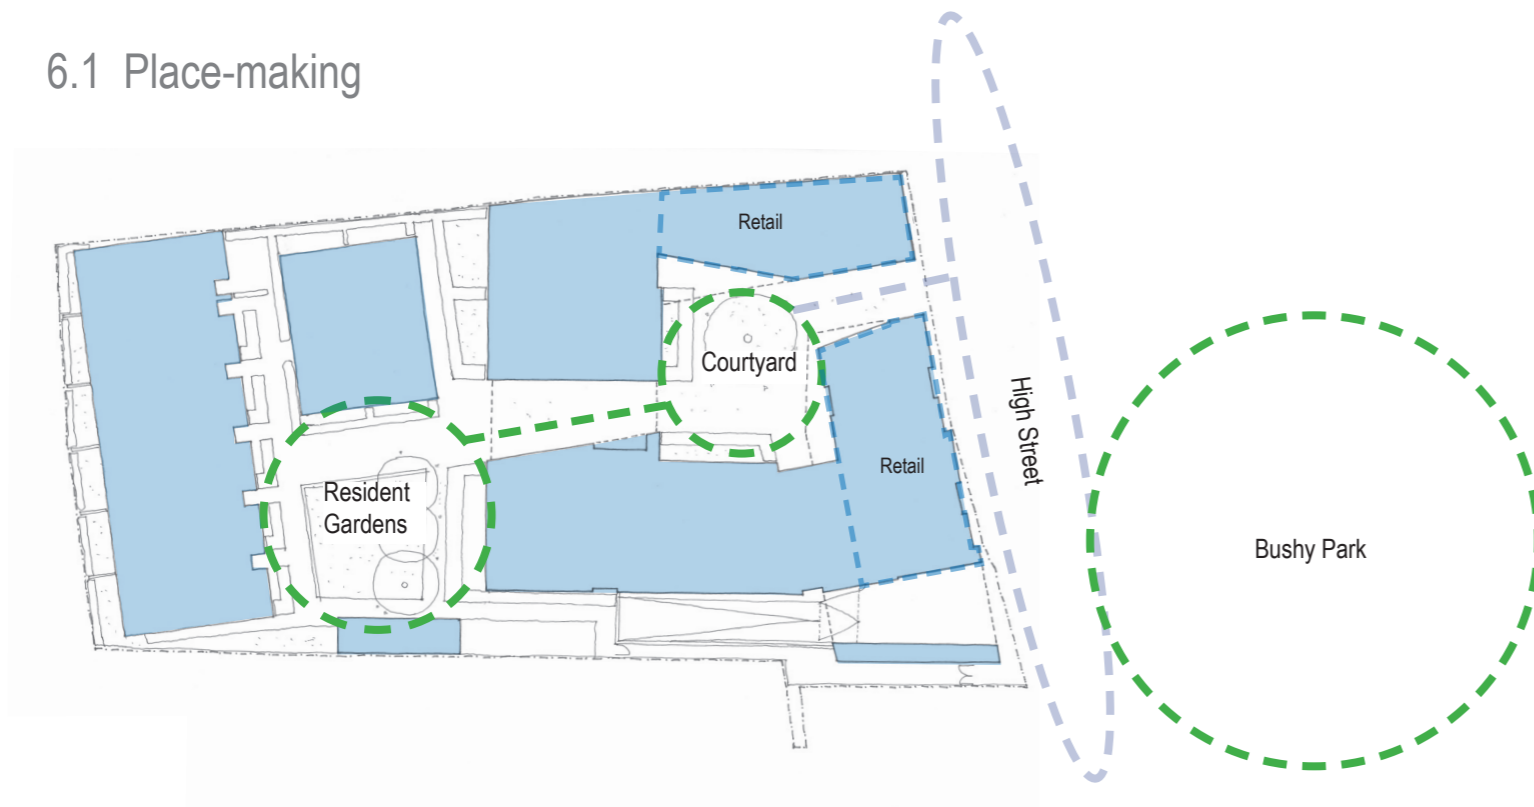 6.1 Place-making
Retail
Courtyard
High Street
Retail
Resident
Gardens
Bushy Park